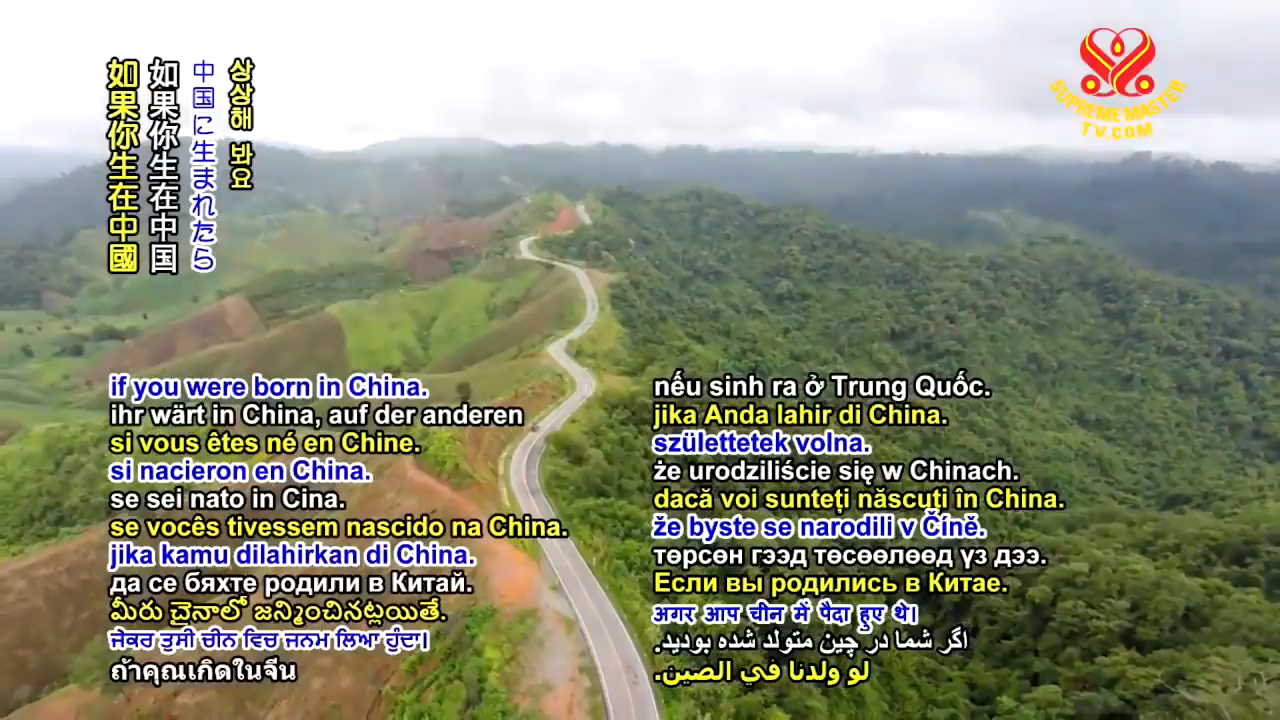 如果你生在中國
如果你生在中国
中国に生まれたら
상상해 봐요
SUPREME MASTER
TV.COM
if you were born in China.
ihr wärt in China, auf der anderen
si vous êtes né en Chine.
si nacieron en China.
se sei nato in Cina.
se vocês tivessem nascido na China.
jika kamu dilahirkan di China.
да се бяхте родили в Китай.
మీరు చైనాలో జన్మించినట్లయితే.
ਜੇਕਰ ਤੁਸੀ ਚੀਨ ਵਿਚ ਜਨਮ ਲਿਆ ਹੁੰਦਾ।
ถ้าคุณเกิดในจีน
nếu sinh ra ở Trung Quốc.
jika Anda lahir di China.
születtetek volna.
że urodziliście się w Chinach.
dacă voi sunteți născuți în China.
že byste se narodili v Číně.
төрсөн гээд төсөөлөөд үз дээ.
Если вы родились в Китае.
अगर आप चीन में पैदा हुए थे।
اگر شما در چین متولد شده بودید.
لو ولدنا في الصين.